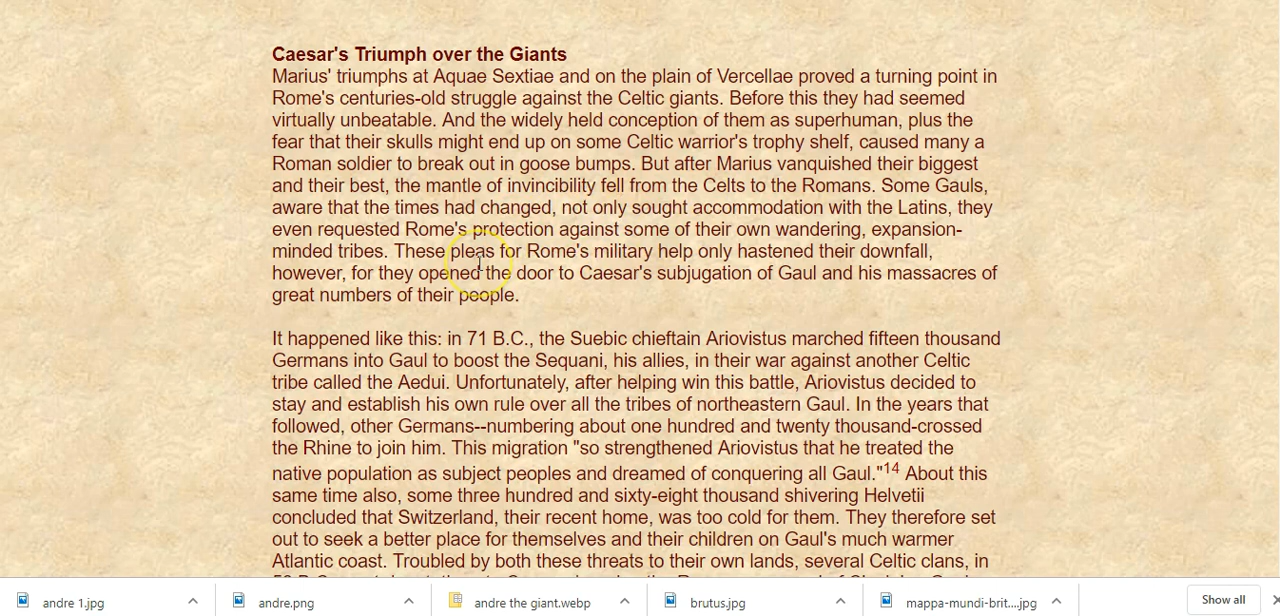 Caesar's Triumph over the Giants
Marius' triumphs at Aquae Sextiae and on the plain of Vercellae proved a turning point in
Rome's centuries-old struggle against the Celtic giants. Before this they had seemed
virtually unbeatable. And the widely held conception of them as superhuman, plus the
fear that their skulls might end up on some Celtic warrior's trophy shelf, caused many a
Roman soldier to break out in goose bumps. But after Marius vanquished their biggest
and their best, the mantle of invincibility fell from the Celts to the Romans. Some Gauls,
aware that the times had changed, not only sought accommodation with the Latins, they
even requested Rome's protection against some of their own wandering, expansion-
minded tribes. These pleas for Rome's military help only hastened their downfall,
however, for they opened the door to Caesar's subjugation of Gaul and his massacres of
great numbers of their people.
It happened like this: in 71 B.C., the Suebic chieftain Ariovistus marched fifteen thousand
Germans into Gaul to boost the Sequani, his allies, in their war against another Celtic
tribe called the Aedui. Unfortunately, after helping win this battle, Ariovistus decided to
stay and establish his own rule over all the tribes of northeastern Gaul. In the years that
followed, other Germans--numbering about one hundred and twenty thousand-crossed
the Rhine to join him. This migration "so strengthened Ariovistus that he treated the
native population as subject peoples and dreamed of conquering all Gaul."14 About this
same time also, some three hundred and sixty-eight thousand shivering Helvetii
concluded that Switzerland, their recent home, was too cold for them. They therefore set
out to seek a better place for themselves and their children on Gaul's much warmer
Atlantic coast. Troubled by both these threats to their own lands, several Celtic clans, in
andre 1.jpg
andre.png
andre the giant.webp
brutus.jpg
mappa-mundi-brit....jpg
Show all